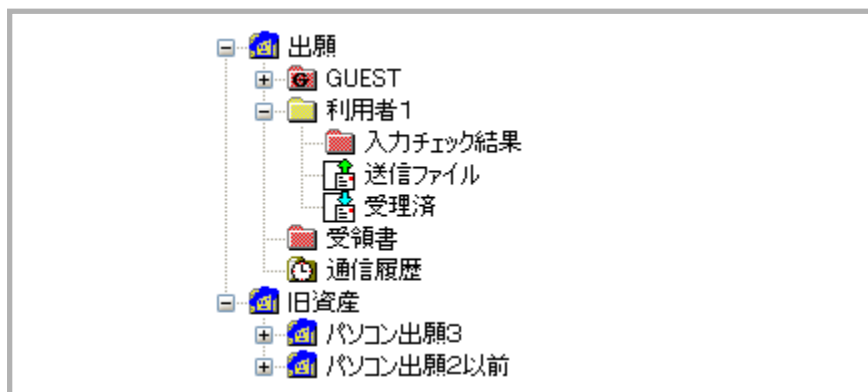 出願
GUEST
利用者1
入力チェック結果
送信ファイル
受理済
受領書
通信履歴
旧資産
パソコン出願3
パソコン出願2以前